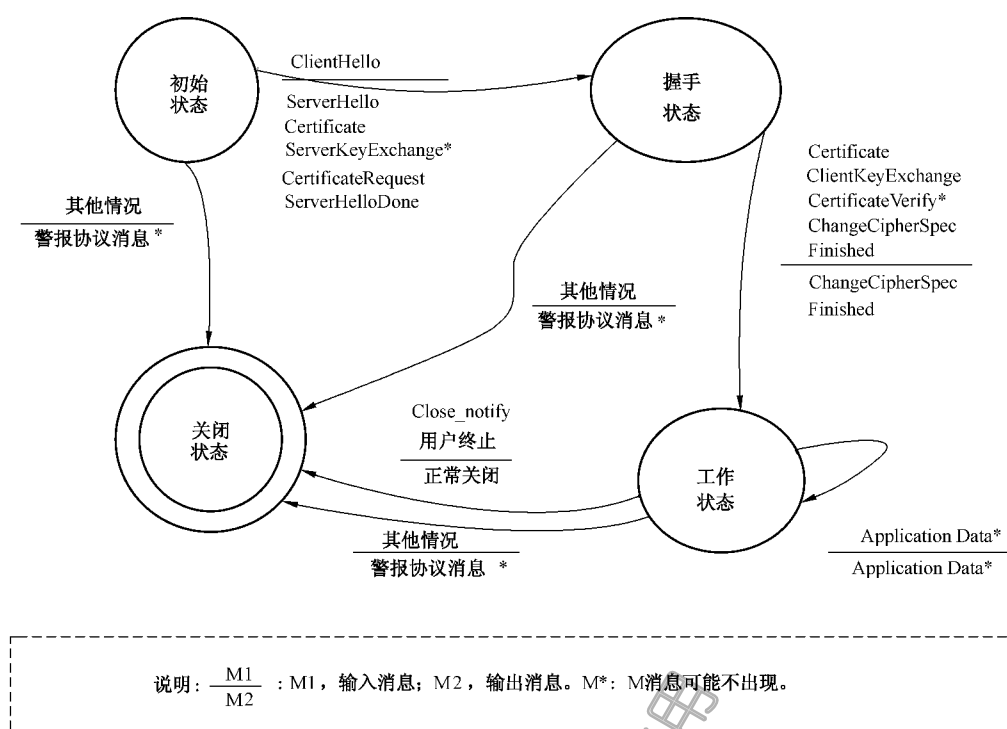 初始
状态
ClientHello
ServerHello
Certificate
ServerKeyExchange*
CertificateRequest
ServerHelloDone
握手
状态
Certificate
ClientKeyExchange
CertificateVerify*
ChangeCipherSpec
Finished
ChangeCipherSpec
Finished
其他情况
警报协议消息*
其他情况
警报协议消息*
关闭
状态
Close_notify
用户终止
正常关闭
其他情况
警报协议消息 *
工作
状态
Application Data*
Application Data*
说明: M1
M2
: M1, 输入消息; M2, 输出消息。M*: M消息可能不出现。